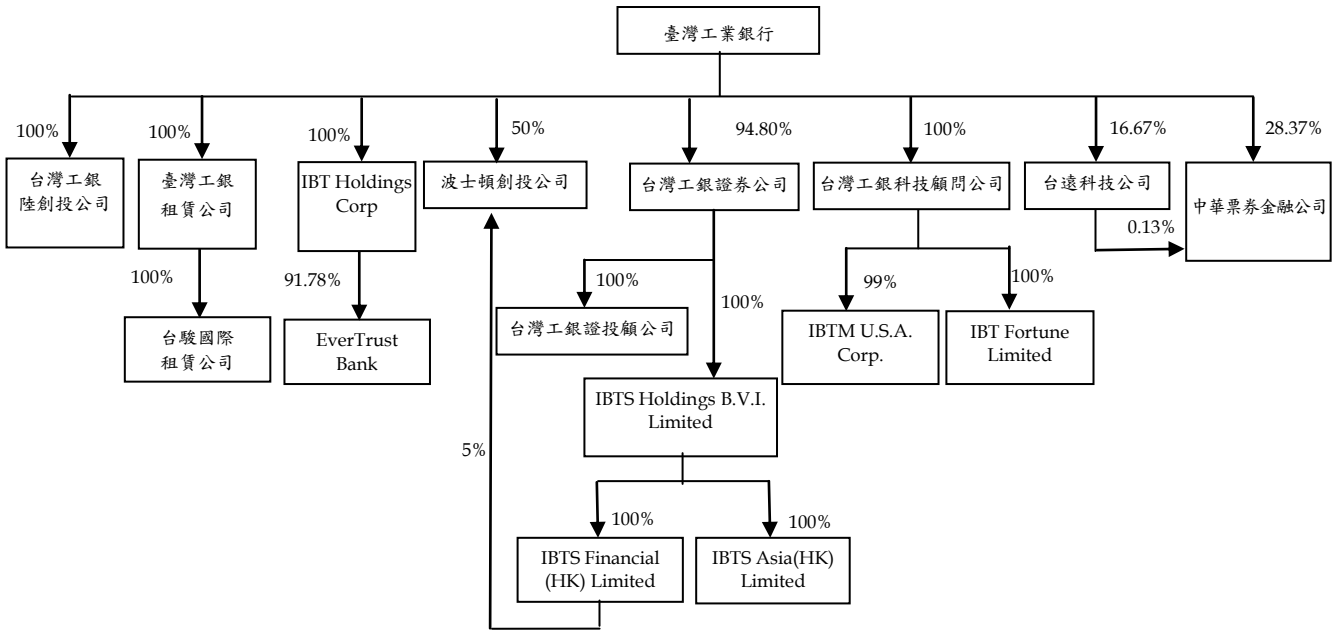 臺灣工業銀行
100%
100%
100%
50%
94.80%
100%
16.67%
28.37%
台灣工銀
陸創投公司
臺灣工銀
租賃公司
IBT Holdings
Corp
波士頓創投公司
台灣工銀證券公司
台灣工銀科技顧問公司
台遠科技公司
中華票券金融公司
0.13%
100%
91.78%
100%
100%
99%
100%
台駿國際
租賃公司
EverTrust
Bank
台灣工銀證投顧公司
IBTM U.S.A.
Corp.
IBT Fortune
Limited
IBTS Holdings B.V.I.
Limited
5%
100%
100%
IBTS Financial
(HK) Limited
IBTS Asia(HK)
Limited